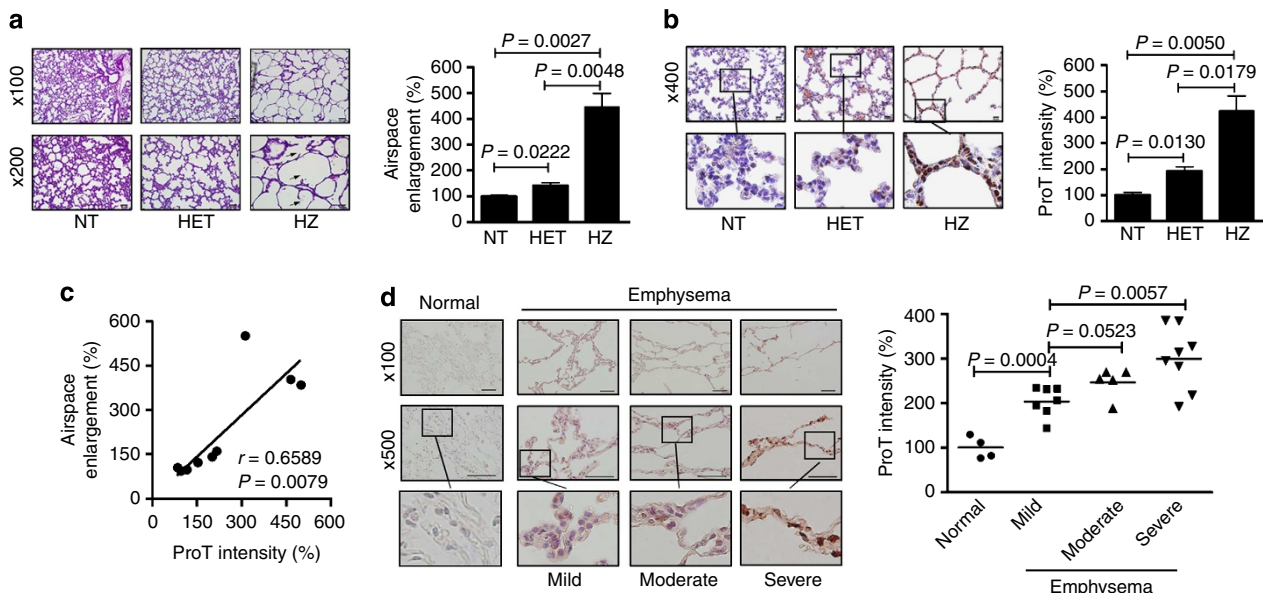 a
x100
x200
NT
HET
HZ
P = 0.0027
P = 0.0048
P = 0.0222
Airspace
enlargement (%)
600
500
400
300
200
100
0
NT
HET
HZ
b
x400
NT
HET
HZ
P = 0.0050
P = 0.0179
P = 0.0130
ProT intensity (%)
600
500
400
300
200
100
0
NT
HET
HZ
c
Airspace
enlargement (%)
600
450
300
150
0
r = 0.6589
P = 0.0079
0
150
300
450
600
ProT intensity (%)
d
Normal
Emphysema
x100
x500
Mild
Moderate
Severe
P = 0.0057
P = 0.0523
P = 0.0004
ProT intensity (%)
400
300
200
100
0
Normal
Mild
Moderate
Severe
Emphysema